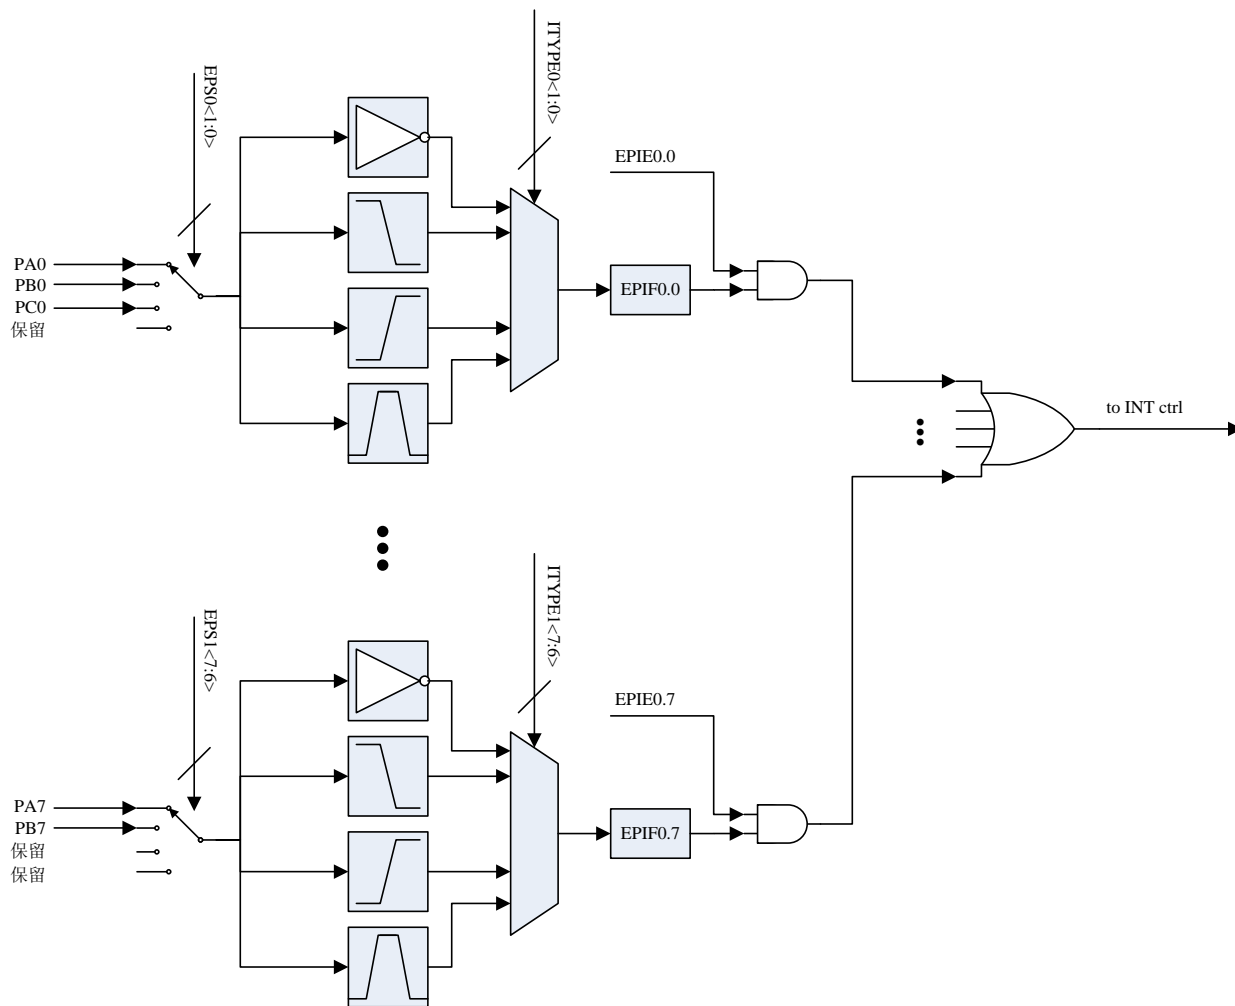 EPS0<1:0>
ITYPE0<1:0>
EPIE0.0
PA0
PB0
PC0
保留
EPIF0.0
to INT ctrl
EPS1<7:6>
ITYPE1<7:6>
EPIE0.7
PA7
PB7
保留
保留
EPIF0.7